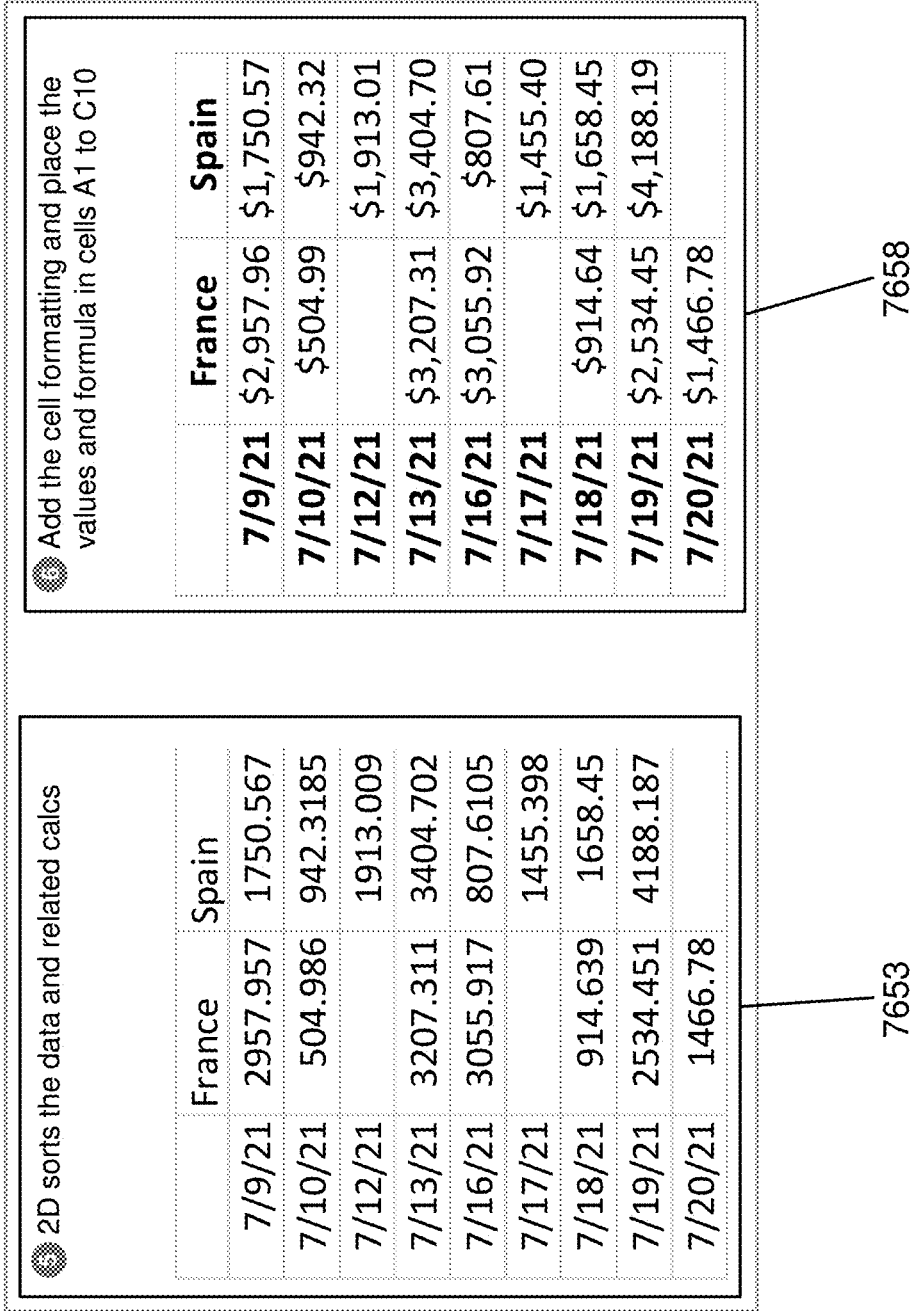 5 2D sorts the data and related calcs
France Spain
7/9/21 2957.957 1750.567
7/10/21 504.986 942.3185
7/12/21 1913.009
7/13/21 3207.311 3404.702
7/16/21 3055.917 807.6105
7/17/21 1455.398
7/18/21 914.639 1658.45
7/19/21 2534.451 4188.187
7/20/21 1466.78
7653
6 Add the cell formatting and place the
values and formula in cells A1 to C10
France Spain
7/9/21 $2,957.96 $1,750.57
7/10/21 $504.99 $942.32
7/12/21 $1,913.01
7/13/21 $3,207.31 $3,404.70
7/16/21 $3,055.92 $807.61
7/17/21 $1,455.40
7/18/21 $914.64 $1,658.45
7/19/21 $2,534.45 $4,188.19
7/20/21 $1,466.78
7658